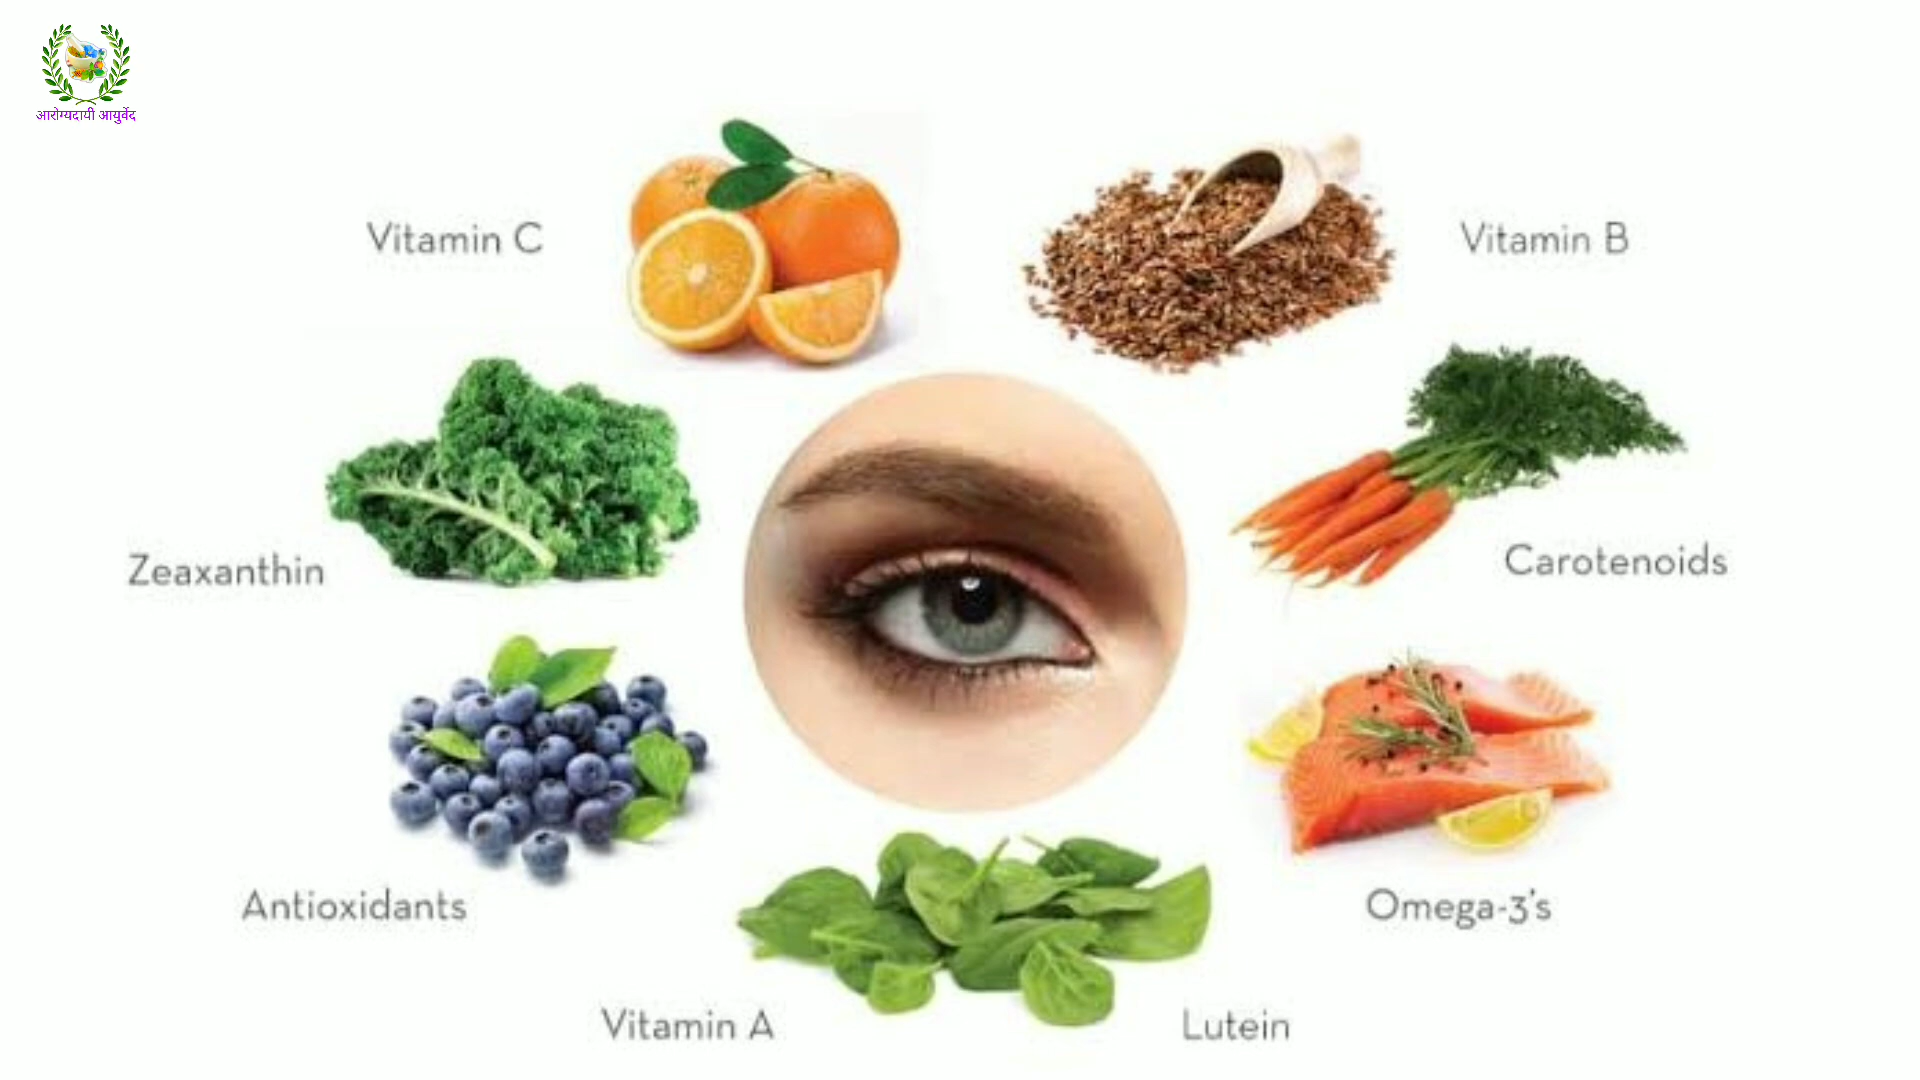 आरोग्यदायी आयुर्वेद
Vitamin C
Vitamin B
Zeaxanthin
Carotenoids
Antioxidants
Omega-3's
Vitamin A
Lutein